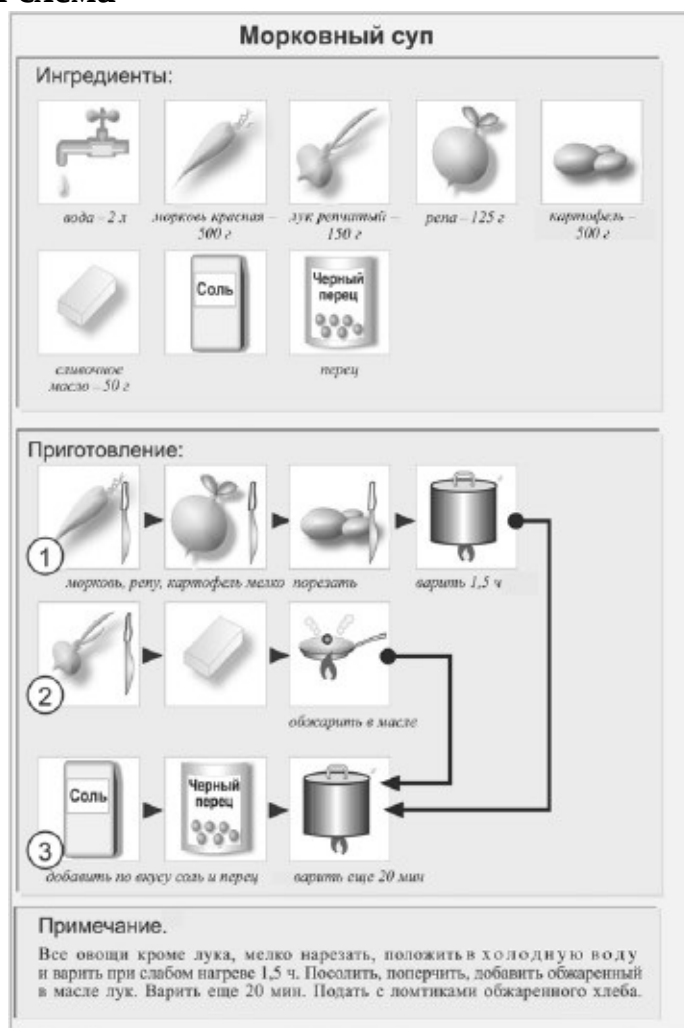 Морковный суп
Ингредиенты:
вода – 2 л
морковь красная –
500 г
лук репчатый –
150 г
репа – 125 г
картофель –
500 г
Соль
Черный
перец
сливочное
масло – 50 г
перец
Приготовление:
1
морковь, репу, картофель мелко порезать
варить 1,5 ч
2
обжарить в масле
Соль
Черный
перец
3
добавить по вкусу соль и перец
варить еще 20 мин
Примечание.
Все овощи кроме лука, мелко нарезать, положить в холодную воду
и варить при слабом нагреве 1,5 ч. Посолить, поперчить, добавить обжаренный
в масле лук. Варить еще 20 мин. Подать с ломтиками обжаренного хлеба.